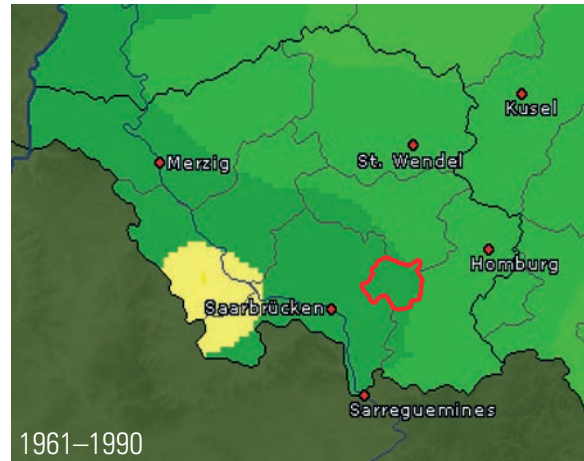 Kusel
Merzig
St. Wendel
Homburg
Saarbrücken
Sarreguemines
1961–1990